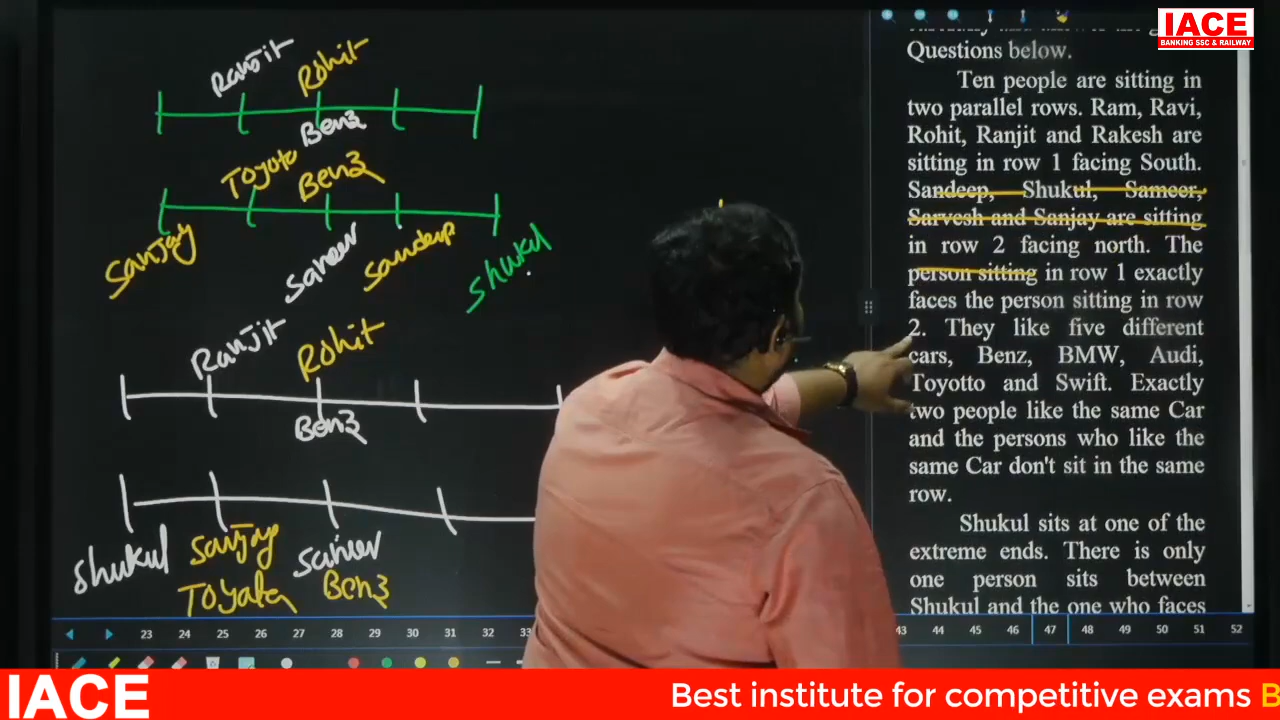 IACE
BANKING SSC & RAILWAY
Questions below.
Ten people are sitting in
two parallel rows. Ram, Ravi,
Rohit, Ranjit and Rakesh are
sitting in row 1 facing South.
Sandeep, Shukul, Sameer,
Sarvesh and Sanjay are sitting
in row 2 facing north. The
person sitting in row 1 exactly
faces the person sitting in row
2. They like five different
cars, Benz, BMW, Audi,
Toyotto and Swift. Exactly
two people like the same Car
and the persons who like the
same Car don't sit in the same
row.
Shukul sits at one of the
extreme ends. There is only
one person sits between
Shukul and the one who faces
Ranjit Rohit
Benz
Toyoto Benz
Sanjay Sameer Sandeep Shukul
Ranjit Rohit
Benz
Shukul Sanjay Sameer
Toyata Benz
23 24 25 26 27 28 29 30 31 32 33 43 44 45 46 47 48 49 50 51 52
IACE Best institute for competitive exams B